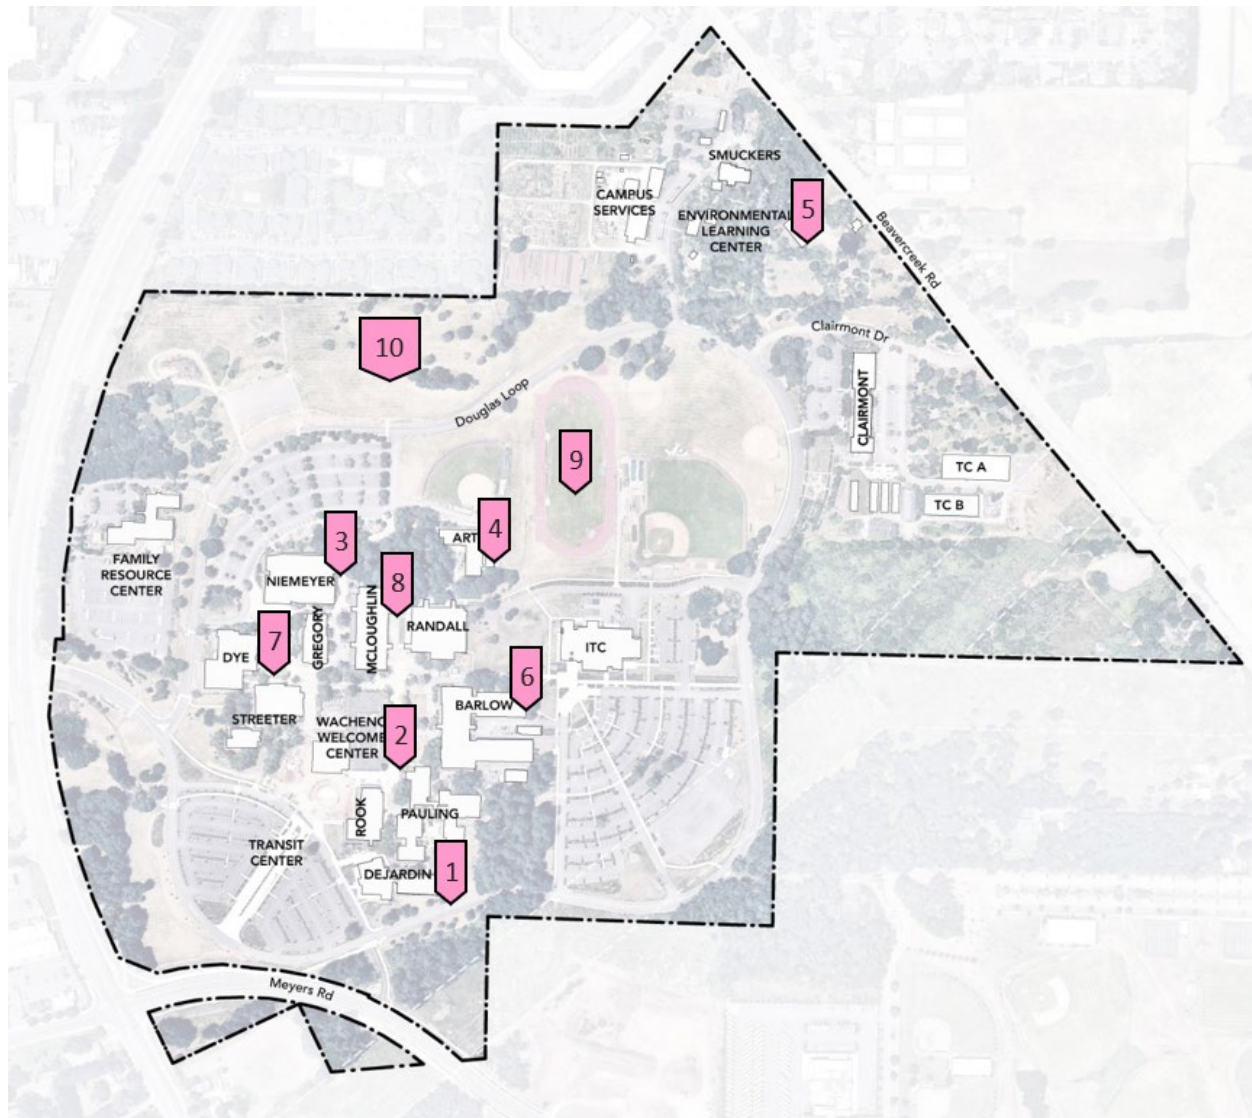 SMUCKERS
CAMPUS
SERVICES
ENVIRONMENTAL
LEARNING
CENTER
5
Beavercreek Rd
10
Clairmont Dr
Douglas Loop
CLAIRMONT
9
TC A
TC B
4
ART
3
FAMILY
RESOURCE
CENTER
NIEMEYER
8
MCLOUGHLIN
GREGORY
RANDALL
7
DYE
ITC
6
BARLOW
STREETER
WACHENO
WELCOME
CENTER
2
ROOK
PAULING
TRANSIT
CENTER
DEJARDIN
1
Meyers Rd